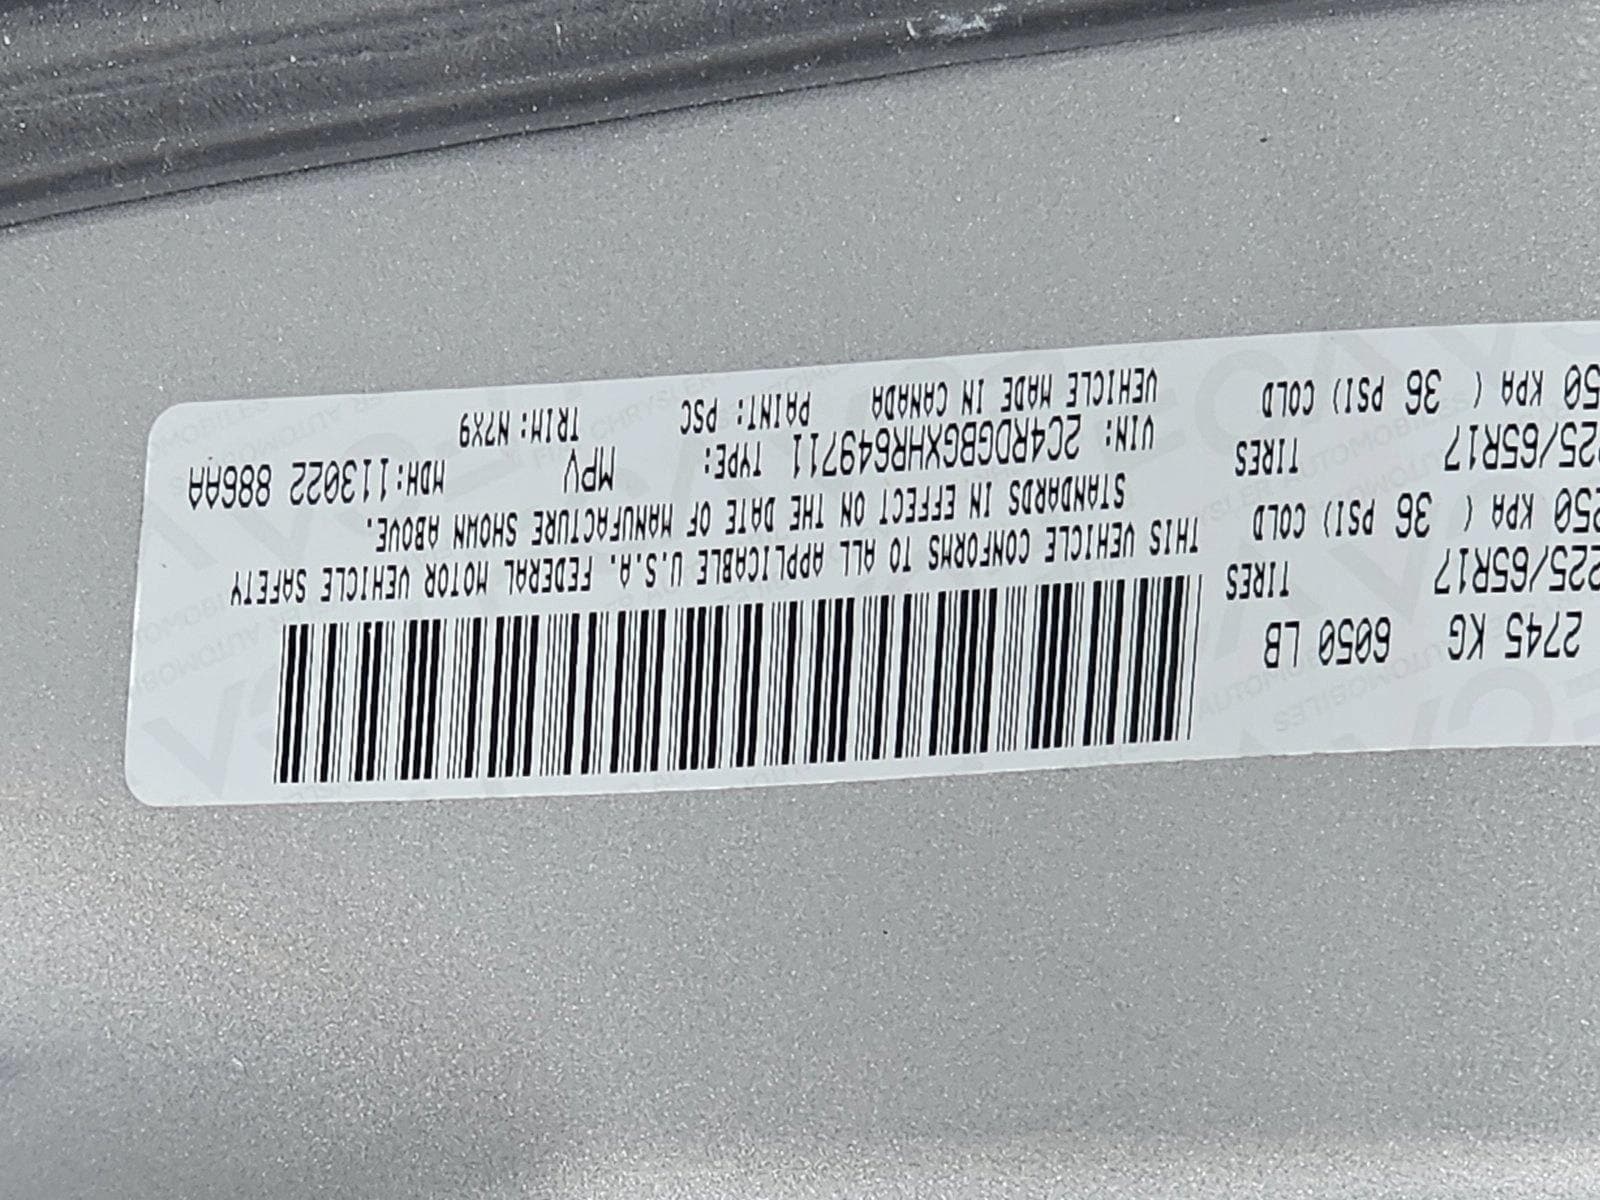 2745 KG 6050 LB
225/65R17 TIRES
250 KPA ( 36 PSI) COLD
25/65R17 TIRES
50 KPA ( 36 PSI) COLD
THIS VEHICLE CONFORMS TO ALL APPLICABLE U.S.A. FEDERAL MOTOR VEHICLE SAFETY
STANDARDS IN EFFECT ON THE DATE OF MANUFACTURE SHOWN ABOVE.
VIN: 2C4RDGBGXHR649711 TYPE: MPV MDH:113022 886AA
VEHICLE MADE IN CANADA PAINT: PSC TRIM: N7X9